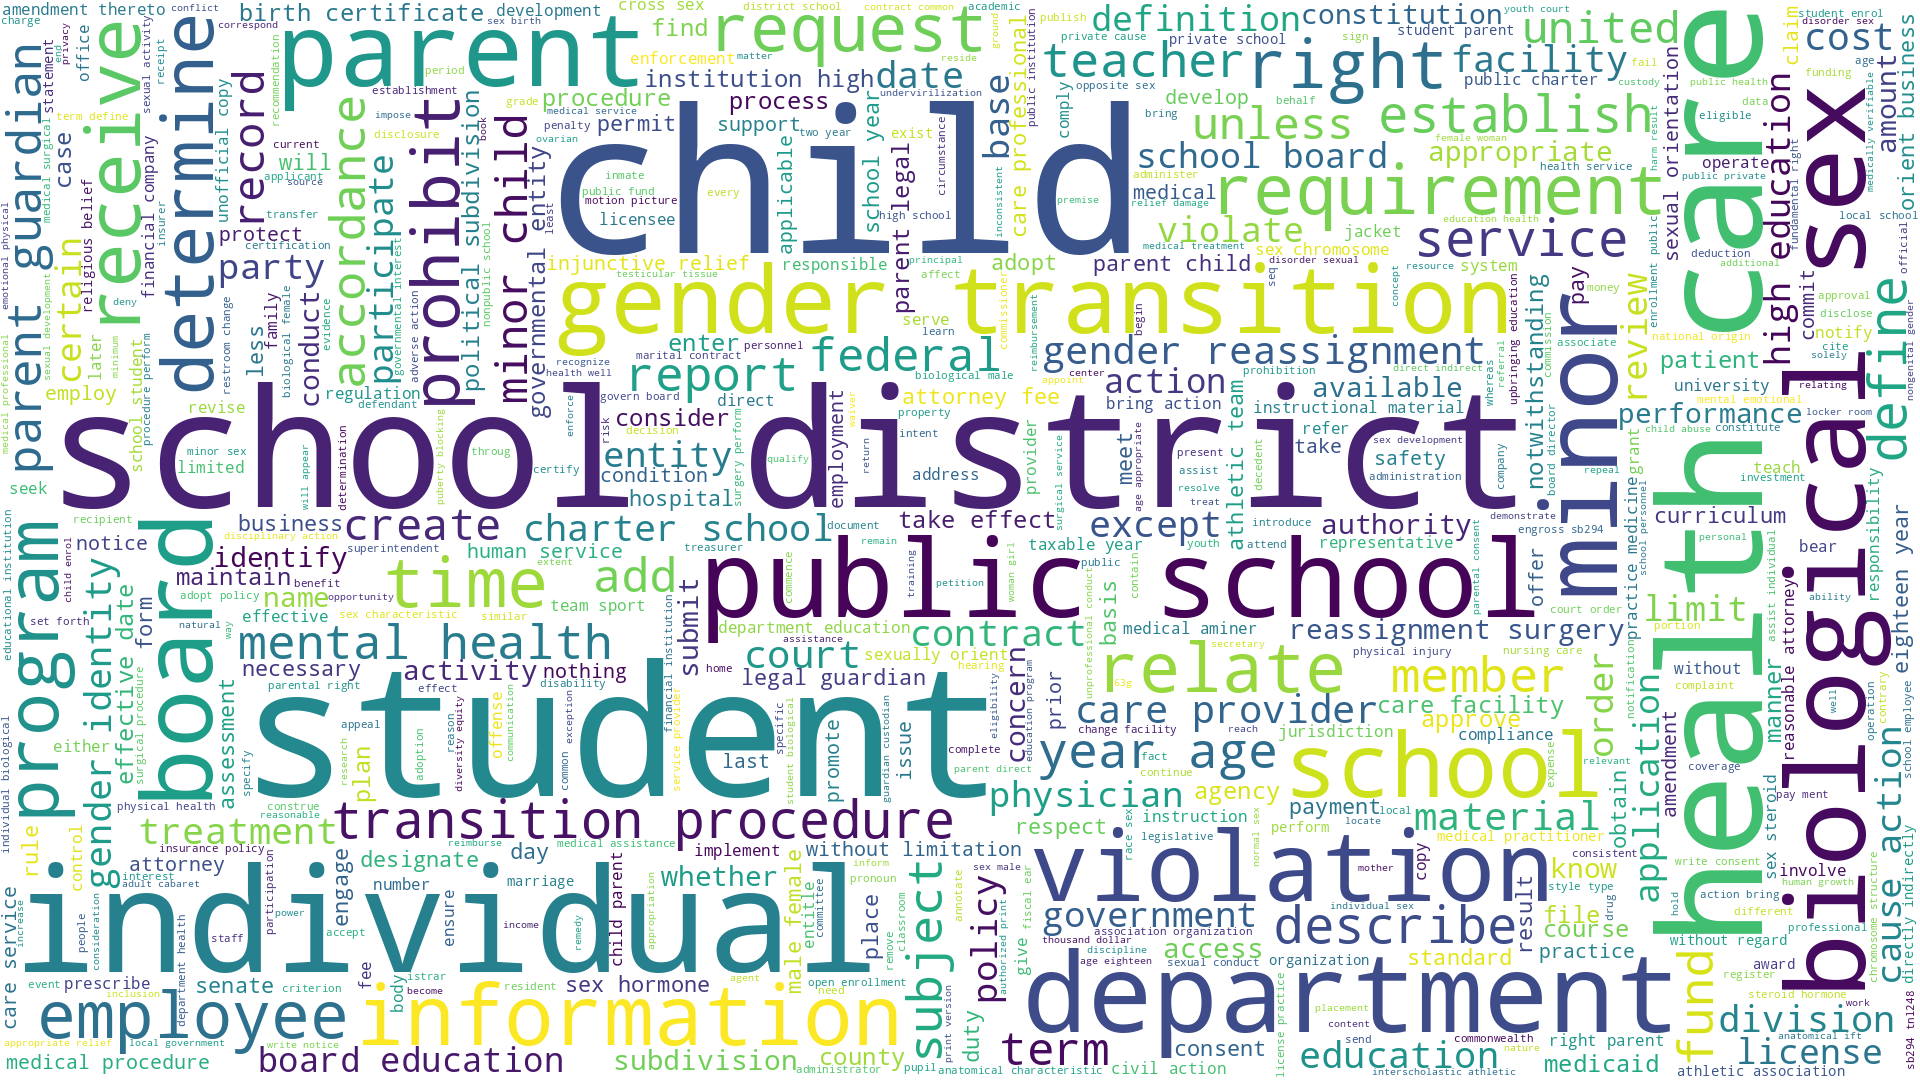 amendment thereto
birth certificate
development
cross sex
district school
contract common
academic
definition
constitution
youth court
united
student enrol
disorder sex
charge
conflict
correspond
sex birth
parent
find
request
publish
private cause
private school
sign
student parent
claim
cost
office
privacy
receipt
enforcement
matter
reside
ground
teacher
right
facility
fail
custody
public health
age
funding
parent guardian
statement
sexual activity
receive
determine
record
recommendation
period
establishment
institution high
date
base
public charter
sexual orientation
care
data
eligible
amount
orient business
procedure
process
undervirilization
opposite sex
develop
behalf
bring
unless
establish
term define
unofficial copy
impose
disclosure
grade
medical service
penalty
book
permit
support
two year
exist
circumstance
comply
public institution
female woman
harm result
case
current
will
applicant
source
accordance
participate
prohibit
political subdivision
ovarian
minor child
child
inmate
public fund
every
motion picture
licensee
applicable
school year
high school
parent legal
inconsistent
care professional
administer
premise
relief damage
school board
medical
appropriate
health service
operate
public private
requirement
high education
sex
medically verifiable
fundamental right
local school
official
medical surgical
religious belief
financial company
insurer
transfer
protect
certification
party
governmental interest
nonpublic school
least
governmental entity
violate
jacket
education health
service
commit
deduction
additional
emotional physical
certain
deny
restroom change
family
evidence
conduct
adverse action
injunctive relief
testicular tissue
responsible
principal
affect
adopt
medical treatment
sex chromosome
parent child
disorder sexual
seq
resource
system
concept
notwithstanding
pay
enrollment public
money
approval
disclose
notify
define
sexual development
later
minimum
less
biological female
gender transition
recognize
health well
marital contract
enter
personnel
serve
learn
commissioner
federal
reimbursement
begin
upbringing education
commission
minor
associate
review
national origin
cite
solely
nongenital gender
employ
revise
regulation
defendant
govern board
report
biological male
center
appoint
gender reassignment
prohibition
referral
direct indirect
whereas
patient
university
relating
mental emotional
medical professional
school student
procedure perform
minor sex
limited
seek
determination
will appear
puberty blocking
enforce
risk
consider
direct
attorney fee
property
decision
intent
waiver
action
bring action
available
instructional material
athletic team
refer
take
sex development
performance
locker room
child abuse
constitute
grant
board director
school district
throug
certify
entity
condition
hospital
surgery perform
qualify
employment
return
address
provider
meet
present
assist
resolve
treat
age appropriate
decedent
safety
administration
company
repeal
teach
investment
responsibility
health
educational institution
program
recipient
notice
child enrol
board
business
disciplinary action
identify
superintendent
create
charter school
document
take effect
surgical service
except
introduce
authority
demonstrate
engross sb294
practice medicine
curriculum
personal
bear
biological
eighteen year
maintain
benefit
opportunity
time
human service
extent
add
treasurer
remain
commence
training
public school
petition
woman girl
taxable year
youth
attend
public
contain
representative
parental consent
offer
school personnel
limit
assist individual
ability
reasonable attorney
set forth
adopt policy
name
natural
effective
way
sex characteristic
similar
team sport
submit
department education
assistance
contract
basis
unprofessional conduct
medical aminer
reassignment surgery
court order
portion
gender identity
effective date
form
mental health
court
sexually orient
hearing
secretary
physical injury
nursing care
notification
without
manner
complaint
well
operation
contrary
individual biological
either
surgical procedure
assessment
necessary
activity
nothing
parental right
effect
disability
home
legal guardian
financial institution
eligibility
education program
concern
prior
relate
63g
member
order
application
amendment
cause action
school employee
specify
student
appeal
reason
research
plan
adoption
diversity equity
offense
communication
exception
common
service provider
specific
student biological
last
promote
guardian custodian
issue
complete
parent direct
care provider
care facility
change facility
reach
jurisdiction
approve
compliance
fact
continue
year age
school
relevant
expense
coverage
pay ment
rule
control
physical health
construe
reasonable
treatment
transition procedure
reimburse
medical assistance
implement
without limitation
inform
physician
respect
instruction
agency
legislative
perform
payment
local
locate
material
medical practitioner
obtain
consistent
sex steroid
directly indirectly
insurance policy
interest
adult cabaret
attorney
engage
designate
number
day
marriage
child parent
whether
male female
sex male
pronoun
classroom
subject
annotate
policy
race sex
violation
mother
normal sex
copy
know
style type
drug
write consent
action bring
hold
human growth
involve
different
chromosome structure
professional
care service
increase
individual
people
consideration
power
department health
staff
participation
accept
ensure
income
remedy
appropriation
entitle
committee
place
remove
fiscal ear
give
authorized print
government
association organization
thousand dollar
discipline
age eighteen
sexual conduct
individual sex
access
organization
describe
result
standard
file
course
practice
without regard
award
register
event
inclusion
prescribe
senate
criterion
resident
fee
body
istrar
become
sex hormone
agent
need
open enrollment
print version
duty
department
license practice
placement
content
fund
steroid hormone
work
sb294 tn1248
employee
information
division
anatomical ift
appropriate relief
local government
write notice
medical procedure
board education
subdivision
administrator
county
pupil
anatomical characteristic
term
civil action
consent
send
commonwealth
nature
education
interscholastic athletic
right parent
medicaid
license
athletic association